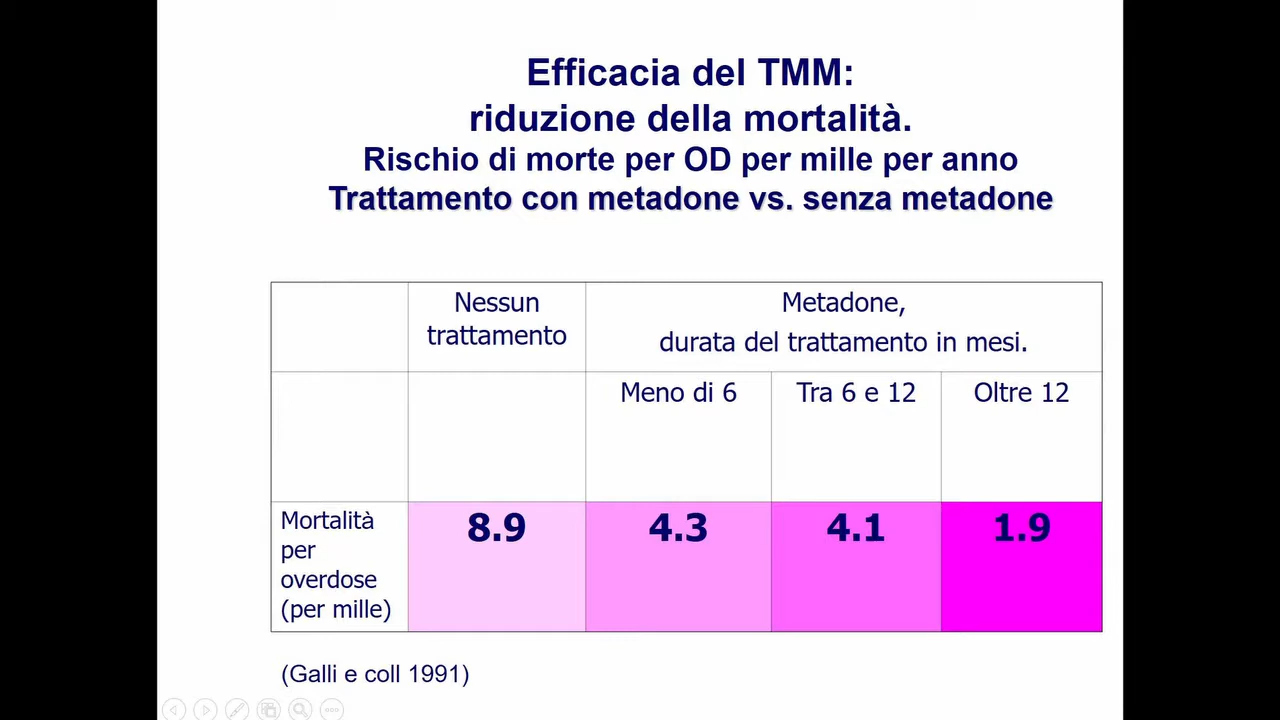 Efficacia del TMM:
riduzione della mortalità.
Rischio di morte per OD per mille per anno
Trattamento con metadone vs. senza metadone
Nessun
trattamento
Metadone,
durata del trattamento in mesi.
Meno di 6
Tra 6 e 12
Oltre 12
Mortalità
per
overdose
(per mille)
8.9
4.3
4.1
1.9
(Galli e coll 1991)